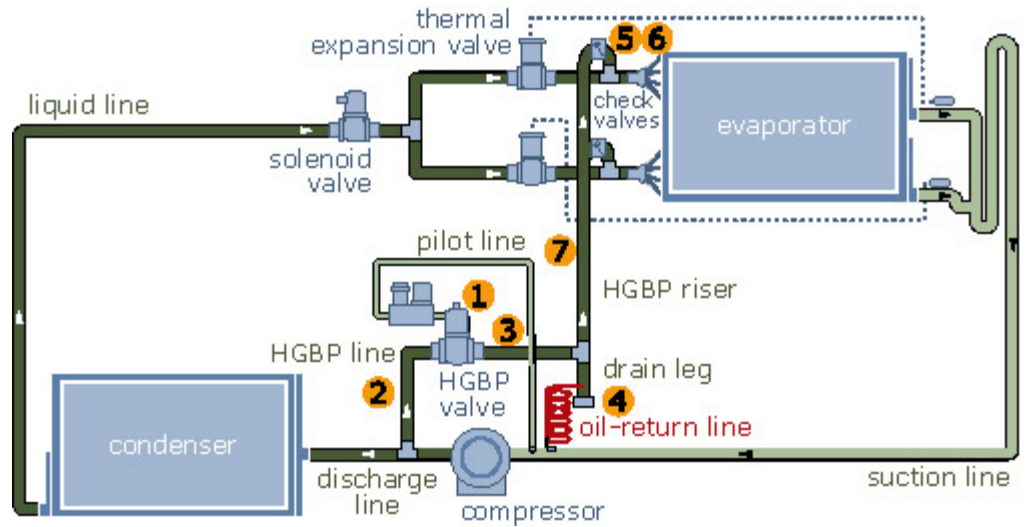 thermal
expansion valve
5 6
liquid line
check
valves
evaporator
solenoid
valve
pilot line
7
HGBP riser
1
3
HGBP line
2
HGBP
valve
drain leg
4
oil-return line
condenser
discharge
line
compressor
suction line